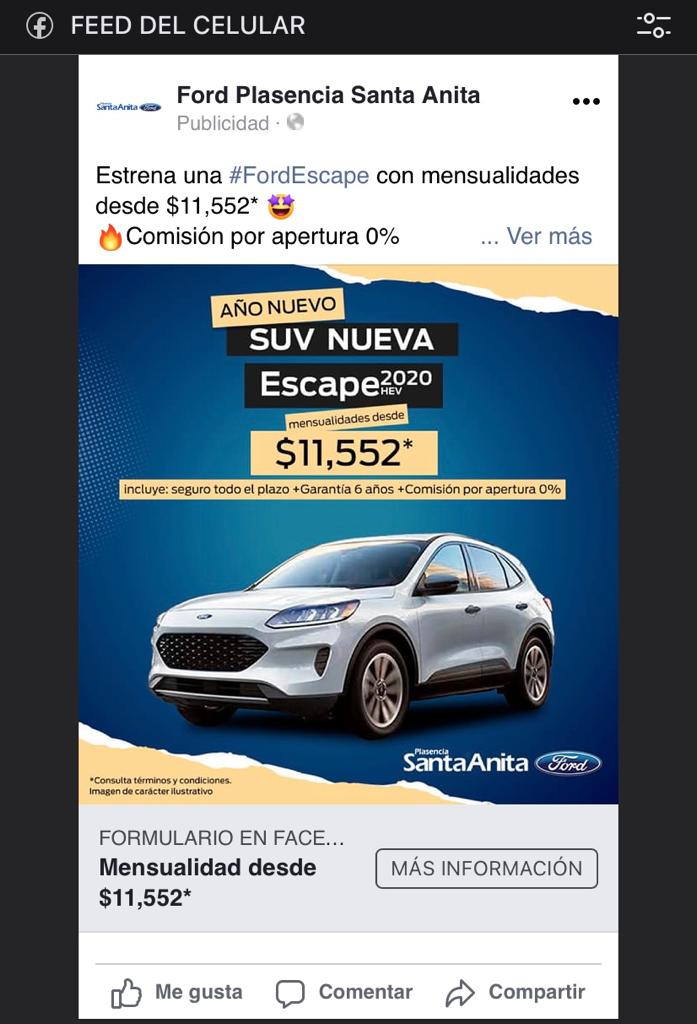 FEED DEL CELULAR
SantaAnita Ford
Ford Plasencia Santa Anita
Publicidad ·
Estrena una #FordEscape con mensualidades
desde $11,552* 🤩
🔥Comisión por apertura 0%
... Ver más
AÑO NUEVO
SUV NUEVA
Escape 2020
HEV
mensualidades desde
$11,552*
incluye: seguro todo el plazo +Garantía 6 años +Comisión por apertura 0%
Plasencia
SantaAnita Ford
*Consulta términos y condiciones.
Imagen de carácter ilustrativo
FORMULARIO EN FACE...
Mensualidad desde
$11,552*
MÁS INFORMACIÓN
Me gusta
Comentar
Compartir